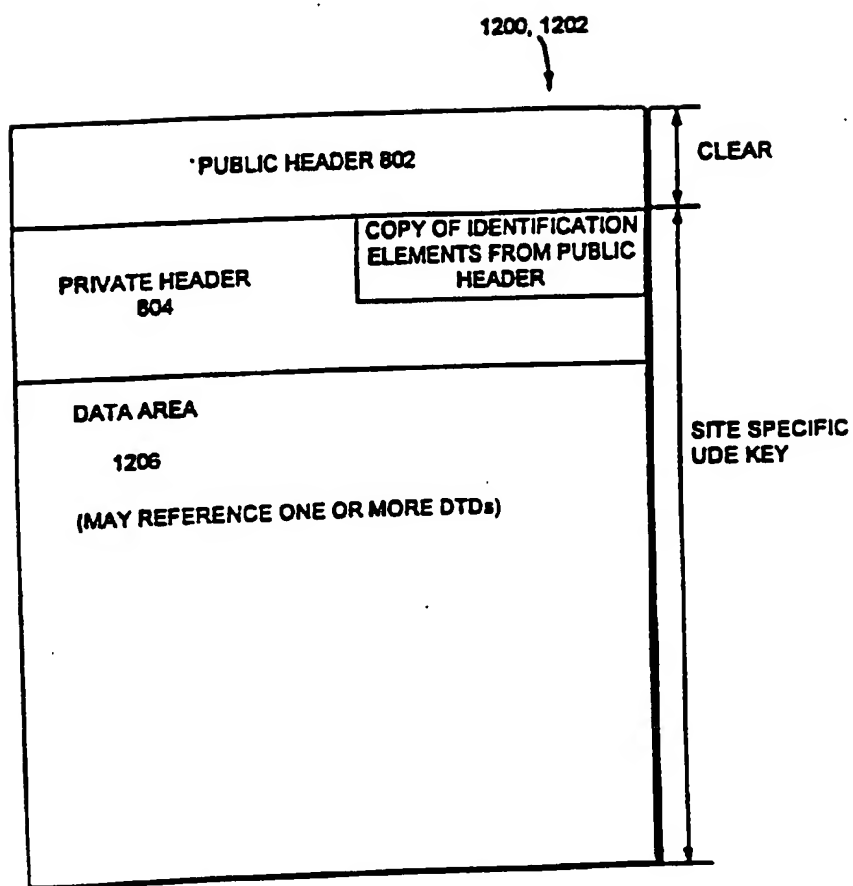 1200, 1202
PUBLIC HEADER 802
CLEAR
COPY OF IDENTIFICATION
ELEMENTS FROM PUBLIC
HEADER
PRIVATE HEADER
804
DATA AREA
1206
(MAY REFERENCE ONE OR MORE DTDs)
SITE SPECIFIC
UDE KEY